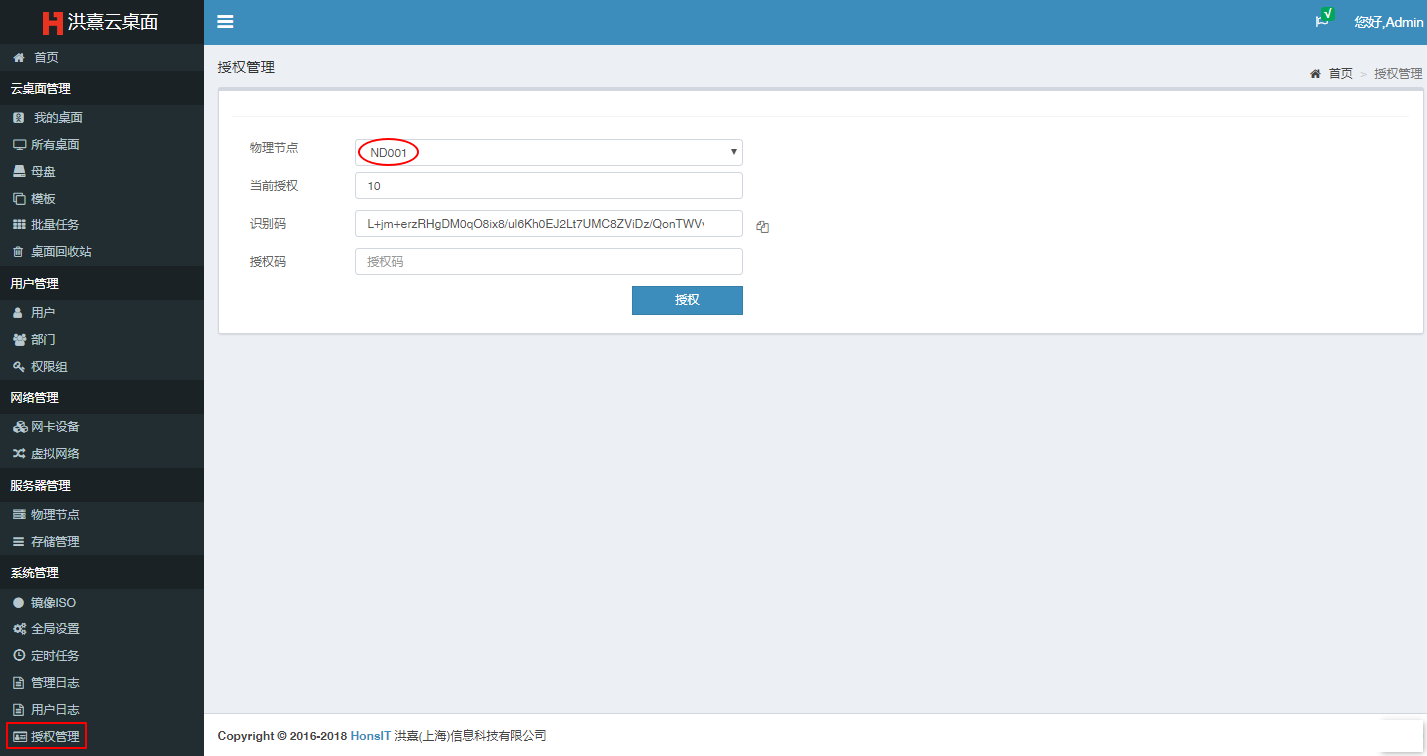 洪熹云桌面
您好,Admin
首页
云桌面管理
我的桌面
所有桌面
母盘
模板
批量任务
桌面回收站
用户管理
用户
部门
权限组
网络管理
网卡设备
虚拟网络
服务器管理
物理节点
存储管理
系统管理
镜像ISO
全局设置
定时任务
管理日志
用户日志
授权管理
授权管理
首页 > 授权管理
物理节点 ND001
当前授权 10
识别码 L+jm+erzRHgDM0qO8ix8/ul6Kh0EJ2Lt7UMC8ZViDz/QonTWV
授权码 授权码
授权
Copyright © 2016-2018 HonsIT 洪熹(上海)信息科技有限公司